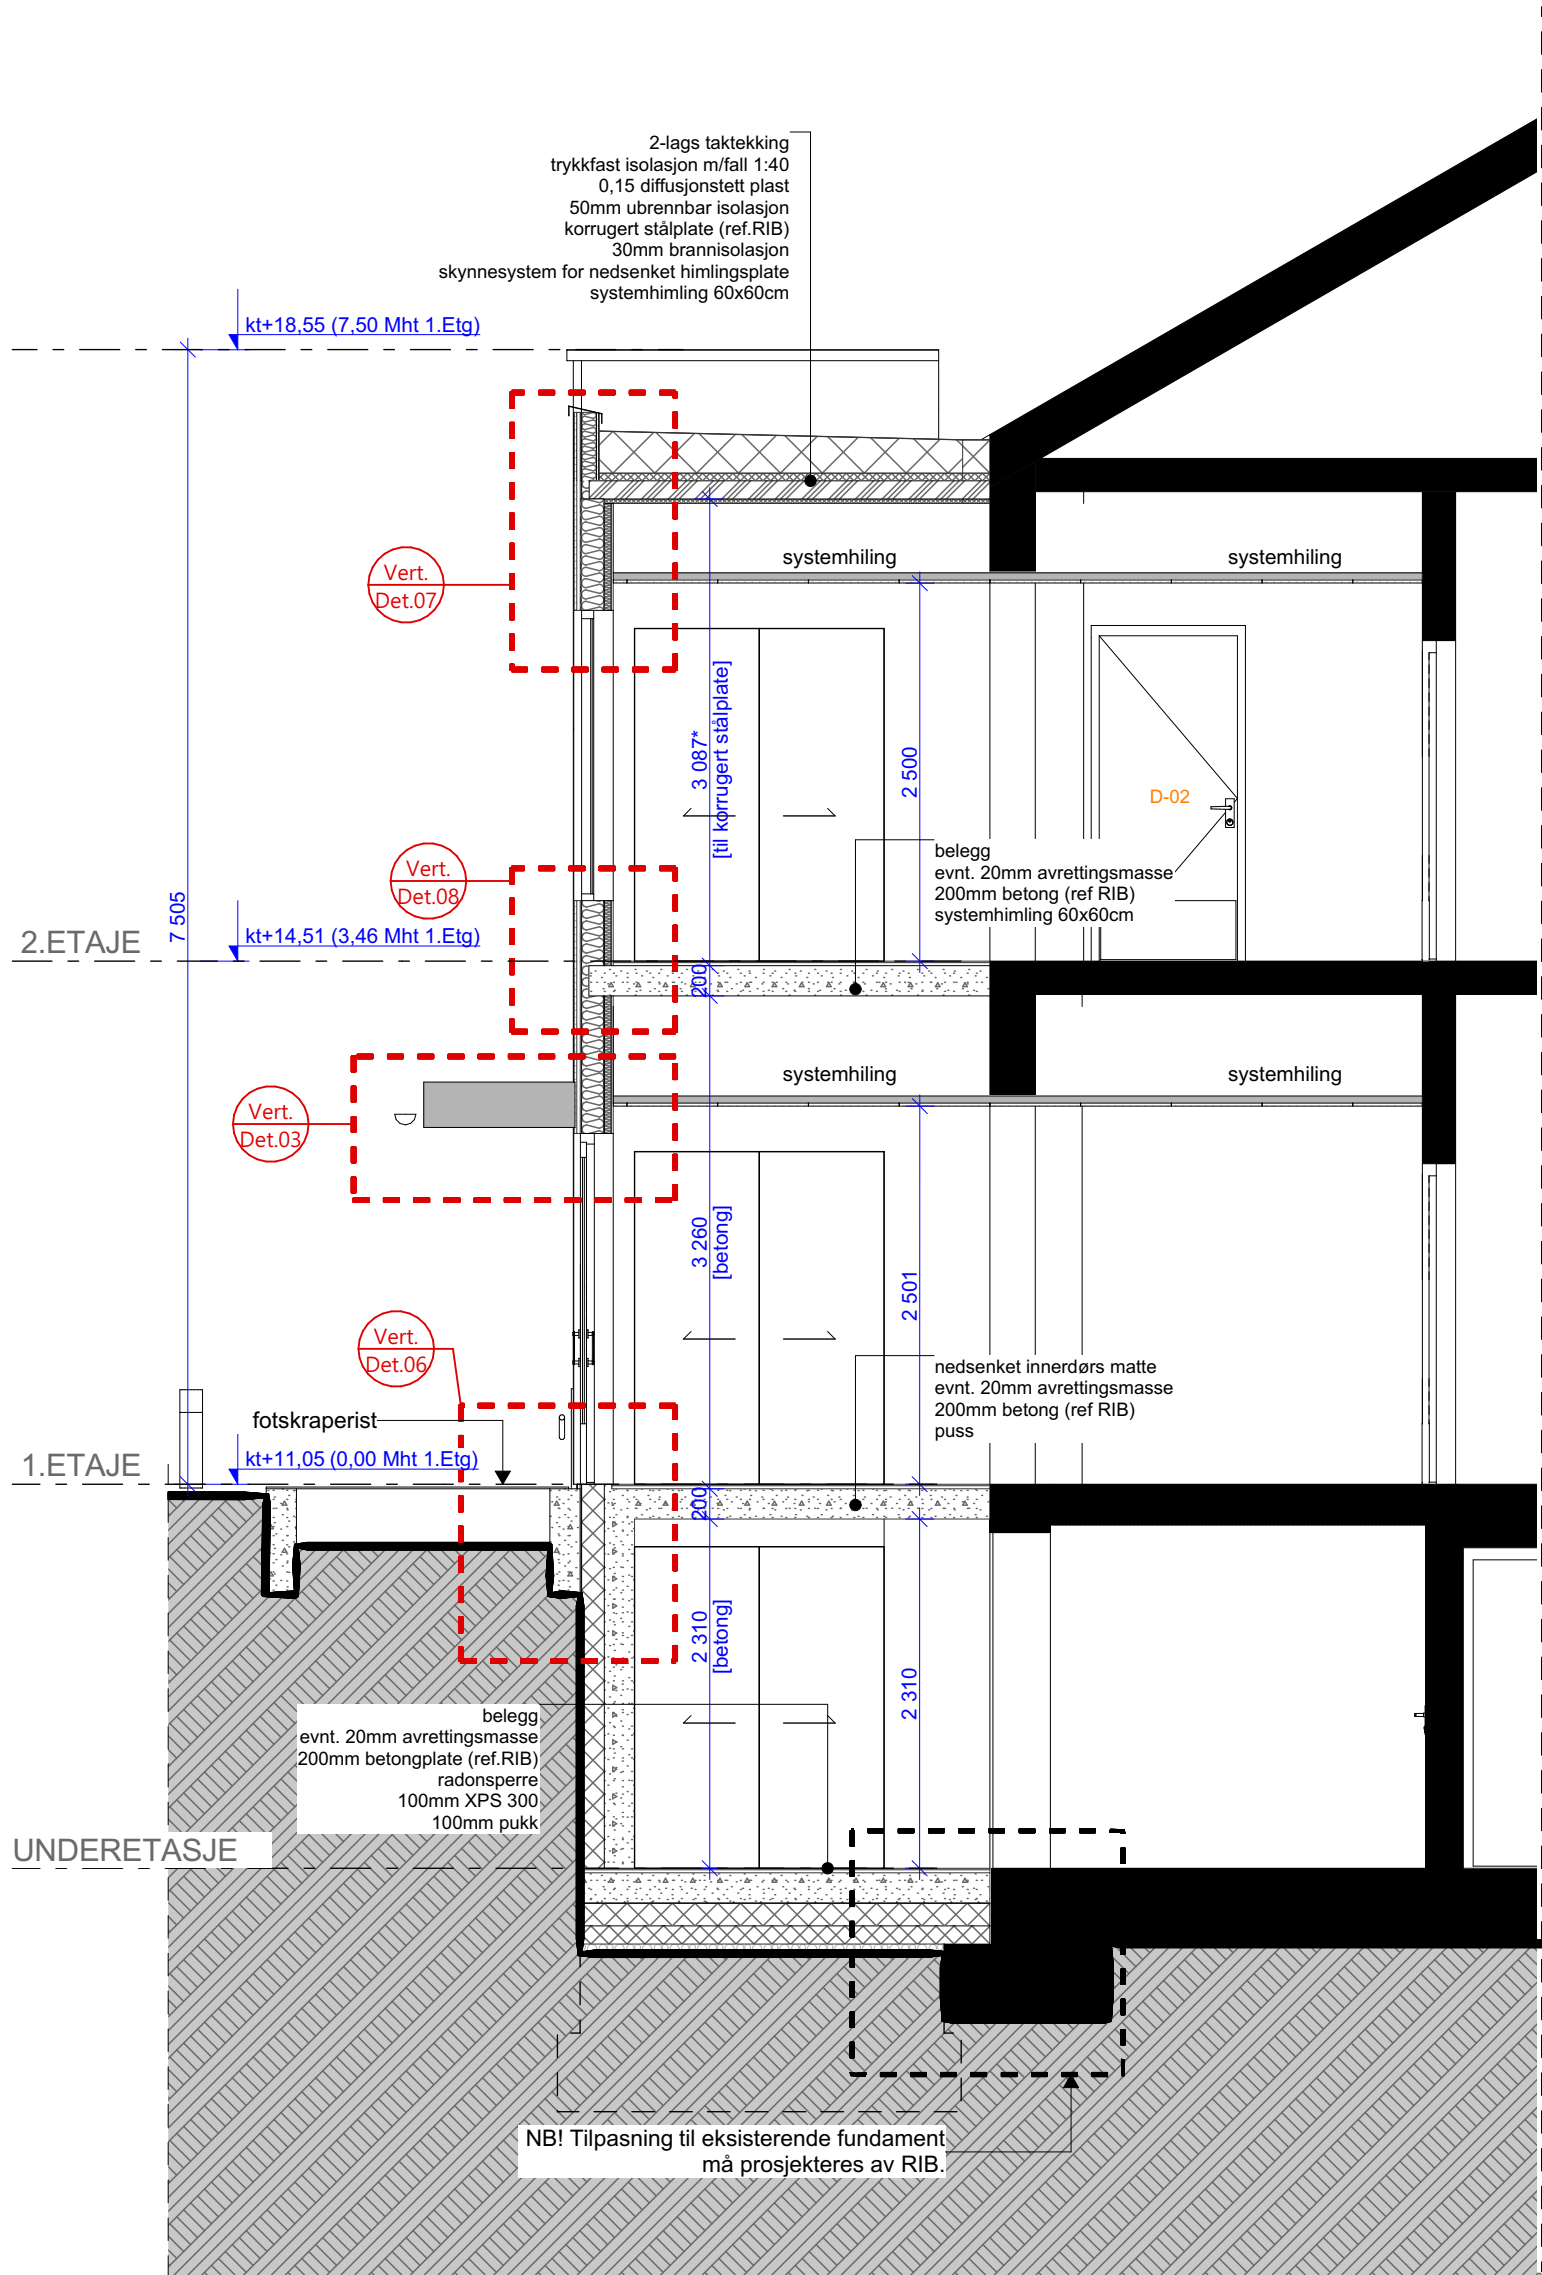 2-lags taktekking
trykkfast isolasjon m/fall 1:40
0,15 diffusjonstett plast
50mm ubrennbar isolasjon
korrugert stålplate (ref.RIB)
30mm brannisolasjon
skynnesystem for nedsenket himlingsplate
systemhimling 60x60cm
kt+18,55 (7,50 Mht 1.Etg)
systemhiling
systemhiling
Vert.
Det.07
3 087*
[til korrugert stålplate]
2 500
D-02
belegg
evnt. 20mm avrettingsmasse
200mm betong (ref RIB)
systemhimling 60x60cm
Vert.
Det.08
7 505
2.ETAJE
kt+14,51 (3,46 Mht 1.Etg)
200
systemhiling
systemhiling
Vert.
Det.03
3 260
[betong]
2 501
Vert.
Det.06
nedsenket innerdørs matte
evnt. 20mm avrettingsmasse
200mm betong (ref RIB)
puss
fotskraperist
1.ETAJE
kt+11,05 (0,00 Mht 1.Etg)
200
2 310
[betong]
2 310
belegg
evnt. 20mm avrettingsmasse
200mm betongplate (ref.RIB)
radonsperre
100mm XPS 300
100mm pukk
UNDERETASJE
NB! Tilpasning til eksisterende fundament
må prosjekteres av RIB.